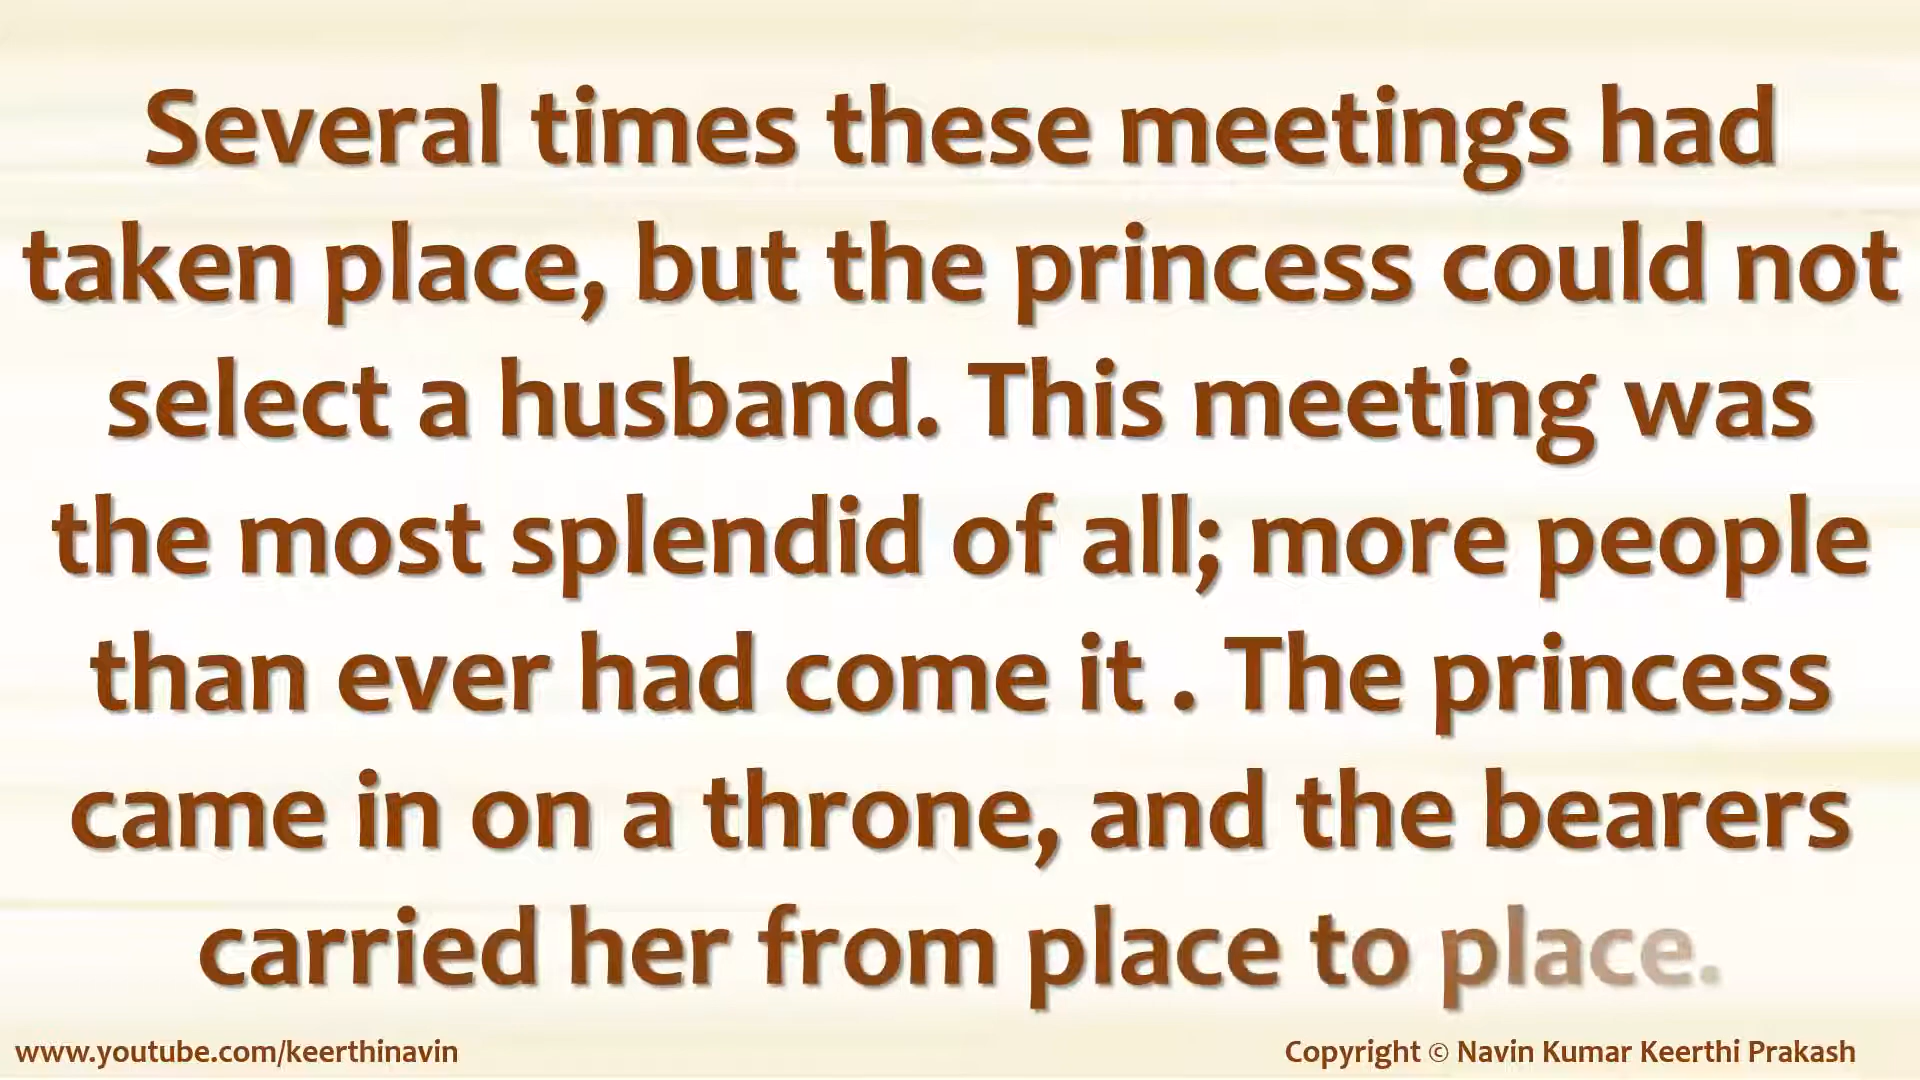 Several times these meetings had
taken place, but the princess could not
select a husband. This meeting was
the most splendid of all; more people
than ever had come it . The princess
came in on a throne, and the bearers
carried her from place to place.
www.youtube.com/keerthinavin
Copyright © Navin Kumar Keerthi Prakash